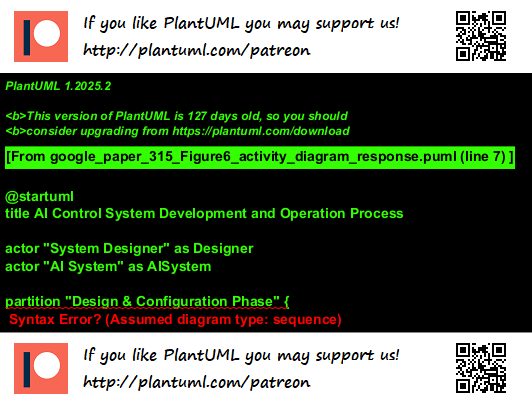 If you like PlantUML you may support us!
http://plantuml.com/patreon
PlantUML 1.2025.2
<b>This version of PlantUML is 127 days old, so you should
<b>consider upgrading from https://plantuml.com/download
[From google_paper_315_Figure6_activity_diagram_response.puml (line 7) ]
@startuml
title AI Control System Development and Operation Process
actor "System Designer" as Designer
actor "AI System" as AISystem
partition "Design & Configuration Phase" {
Syntax Error? (Assumed diagram type: sequence)
If you like PlantUML you may support us!
http://plantuml.com/patreon